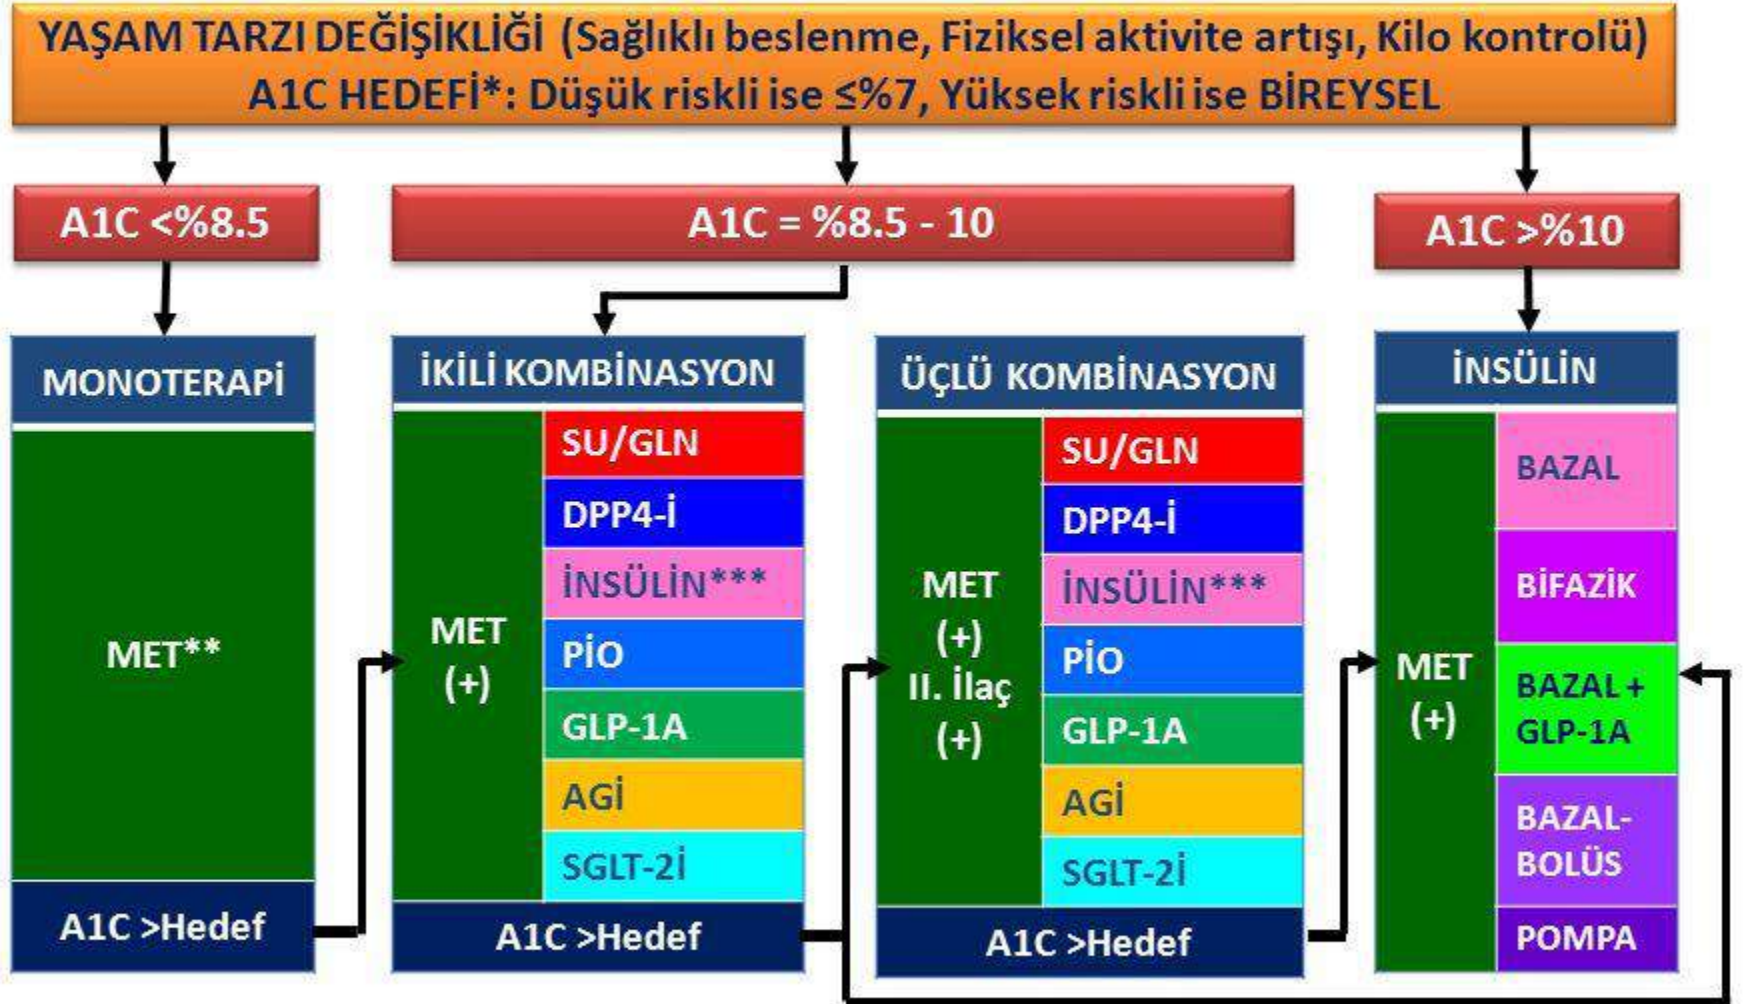 YAŞAM TARZI DEĞİŞİKLİĞİ (Sağlıklı beslenme, Fiziksel aktivite artışı, Kilo kontrolü)
A1C HEDEFİ*: Düşük riskli ise ≤%7, Yüksek riskli ise BİREYSEL
A1C <%8.5
A1C = %8.5 - 10
A1C >%10
MONOTERAPİ
MET**
A1C >Hedef
İKİLİ KOMBİNASYON
MET
(+)
SU/GLN
DPP4-İ
İNSÜLİN***
PİO
GLP-1A
AGİ
SGLT-2İ
A1C >Hedef
ÜÇLÜ KOMBİNASYON
MET
(+)
II. İlaç
(+)
SU/GLN
DPP4-İ
İNSÜLİN***
PİO
GLP-1A
AGİ
SGLT-2İ
A1C >Hedef
İNSÜLİN
MET
(+)
BAZAL
BİFAZİK
BAZAL +
GLP-1A
BAZAL-
BOLÜS
POMPA